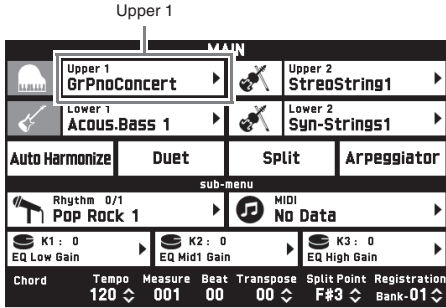 Upper 1
MAIN
Upper 1
GrPnoConcert
Upper 2
StreoString1
Lower 1
Acous.Bass 1
Lower 2
Syn-Strings1
Auto Harmonize Duet Split Arpeggiator
sub-menu
Rhythm 0/1
Pop Rock 1
MIDI
No Data
K1: 0
EQ Low Gain
K2: 0
EQ Mid1 Gain
K3: 0
EQ High Gain
Chord Tempo Measure Beat Transpose Split Point Registration
120 001 00 00 F#3 Bank-01